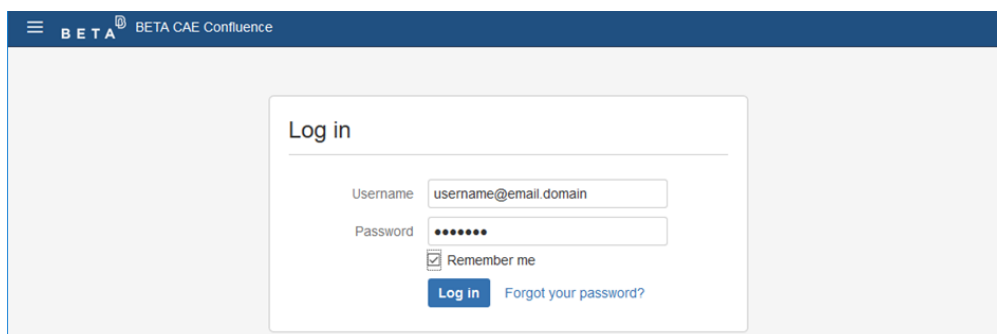 BETA BETA CAE Confluence
Log in
Username username@email.domain
Password •••••••
Remember me
Log in Forgot your password?